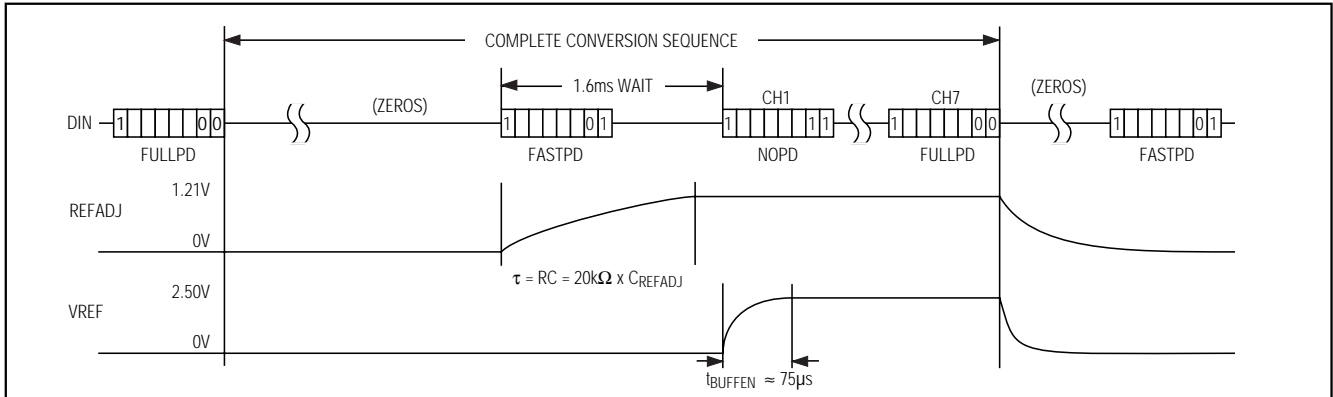 COMPLETE CONVERSION SEQUENCE
1.6ms WAIT
(ZEROS) CH1 CH7 (ZEROS)
DIN 1 0 0 1 0 1 1 1 1 1 0 0 1 0 1
FULLPD FASTPD NOPD FULLPD FASTPD
1.21V
REFADJ
0V
τ = RC = 20kΩ x CREFADJ
2.50V
VREF
0V
tBUFFEN ≈ 75µs